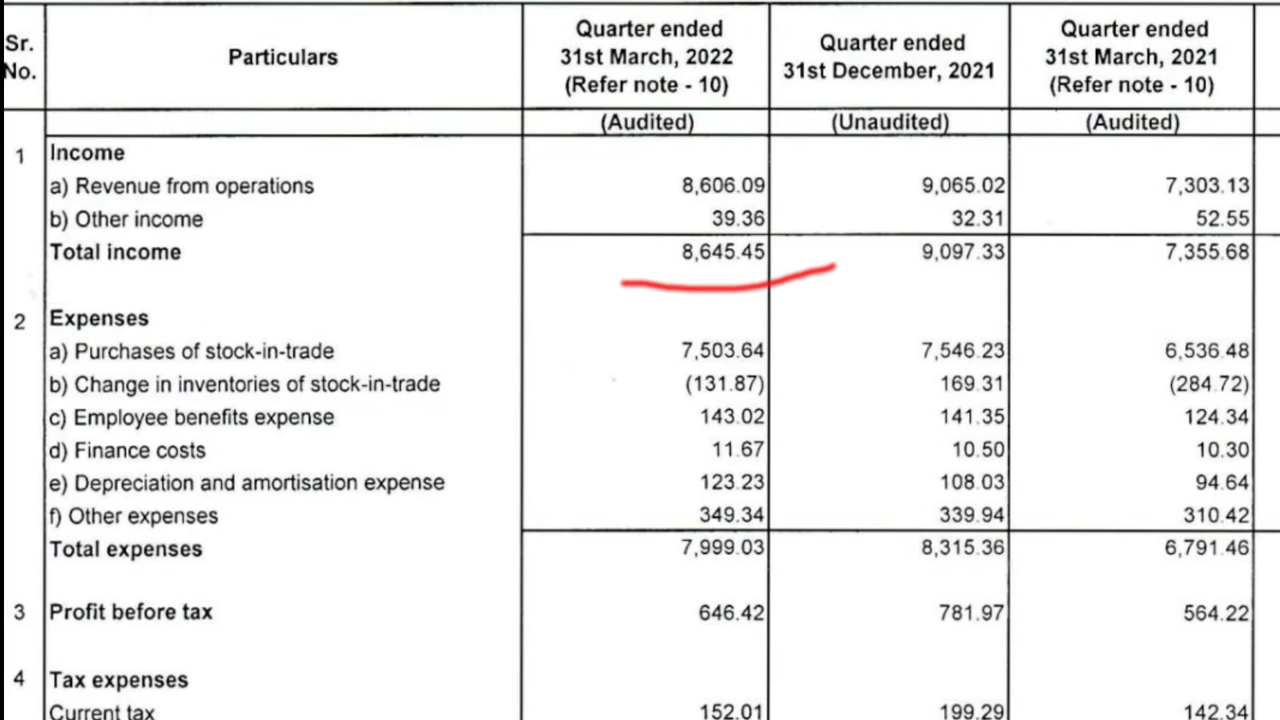 Sr. No. Particulars Quarter ended 31st March, 2022 (Refer note - 10) Quarter ended 31st December, 2021 Quarter ended 31st March, 2021 (Refer note - 10)
(Audited) (Unaudited) (Audited)
1 Income
a) Revenue from operations 8,606.09 9,065.02 7,303.13
b) Other income 39.36 32.31 52.55
Total income 8,645.45 9,097.33 7,355.68
2 Expenses
a) Purchases of stock-in-trade 7,503.64 7,546.23 6,536.48
b) Change in inventories of stock-in-trade (131.87) 169.31 (284.72)
c) Employee benefits expense 143.02 141.35 124.34
d) Finance costs 11.67 10.50 10.30
e) Depreciation and amortisation expense 123.23 108.03 94.64
f) Other expenses 349.34 339.94 310.42
Total expenses 7,999.03 8,315.36 6,791.46
3 Profit before tax 646.42 781.97 564.22
4 Tax expenses
Current tax 152.01 199.29 142.34